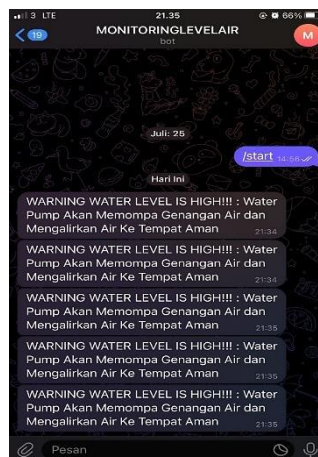 3 LTE 21.35 66%
19 MONITORINGLEVELAIR M
bot
Juli: 25
/start 14:56
Hari Ini
WARNING WATER LEVEL IS HIGH!!! : Water
Pump Akan Memompa Genangan Air dan
Mengalirkan Air Ke Tempat Aman 21:34
WARNING WATER LEVEL IS HIGH!!! : Water
Pump Akan Memompa Genangan Air dan
Mengalirkan Air Ke Tempat Aman 21:34
WARNING WATER LEVEL IS HIGH!!! : Water
Pump Akan Memompa Genangan Air dan
Mengalirkan Air Ke Tempat Aman 21:35
WARNING WATER LEVEL IS HIGH!!! : Water
Pump Akan Memompa Genangan Air dan
Mengalirkan Air Ke Tempat Aman 21:35
WARNING WATER LEVEL IS HIGH!!! : Water
Pump Akan Memompa Genangan Air dan
Mengalirkan Air Ke Tempat Aman 21:35
Pesan